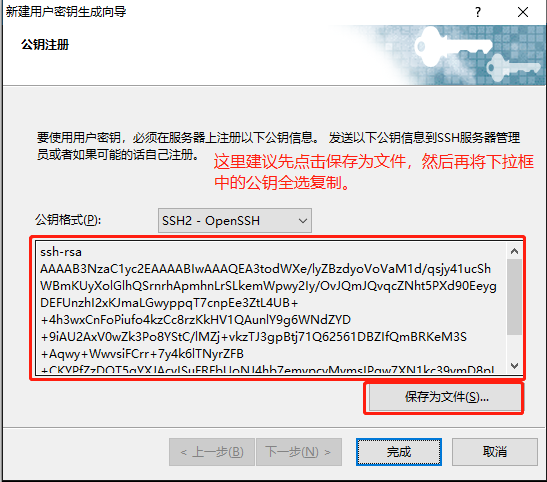 新建用户密钥生成向导
公钥注册
要使用用户密钥，必须在服务器上注册以下公钥信息。 发送以下公钥信息到SSH服务器管理
员或者如果可能的话自己注册。
这里建议先点击保存为文件，然后再将下拉框
中的公钥全选复制。
公钥格式(P):
SSH2 - OpenSSH
ssh-rsa
AAAAB3NzaC1yc2EAAAABIwAAAQEA3todWXe/lyZBzdyoVoVaM1d/qsjy41ucSh
WBmKUyXolGlhQSrnrhApmhnLrSLkemWpwy2Iy/OvJQmJQvqcZNht5PXd90Eeyg
DEFUnzhI2xKJmaLGwyppqT7cnpEe3ZtL4UB+
+4h3wxCnFoPiufo4kzCc8rzKkHV1QAunlY9g6WNdZYD
+9iAU2AxV0wZk3Po8YStC/lMZj+vkzTJ3gpBtj71Q62561DBZIfQmBRKeM3S
+Aqwy+WwvsiFCrr+7y4k6lTNyrZFB
保存为文件(S)...
< 上一步(B)
下一步(N) >
完成
取消